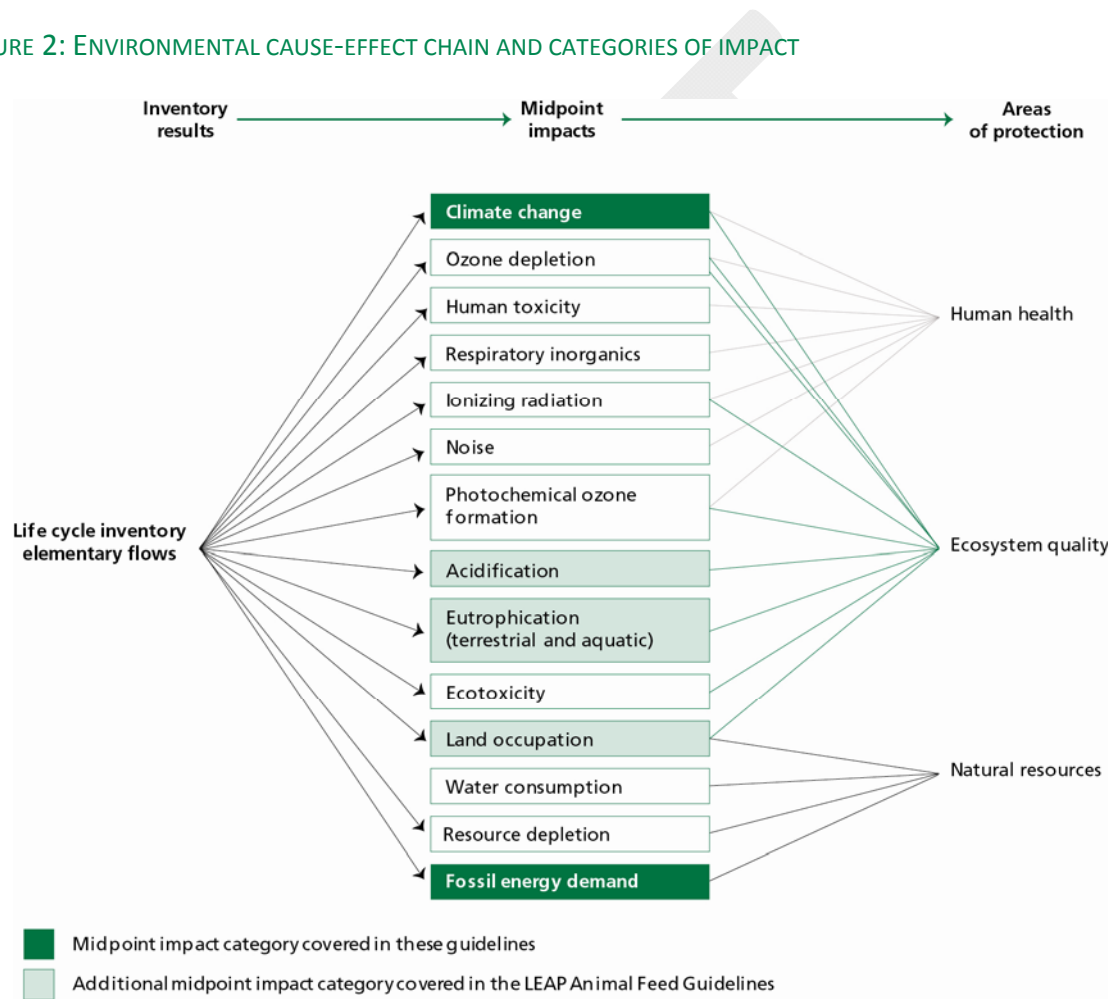 URE 2: ENVIRONMENTAL CAUSE-EFFECT CHAIN AND CATEGORIES OF IMPACT
Inventory
results
Midpoint
impacts
Areas
of protection
Climate change
Ozone depletion
Human toxicity
Respiratory inorganics
Ionizing radiation
Noise
Photochemical ozone
formation
Acidification
Eutrophication
(terrestrial and aquatic)
Ecotoxicity
Land occupation
Water consumption
Resource depletion
Fossil energy demand
Life cycle inventory
elementary flows
Human health
Ecosystem quality
Natural resources
Midpoint impact category covered in these guidelines
Additional midpoint impact category covered in the LEAP Animal Feed Guidelines